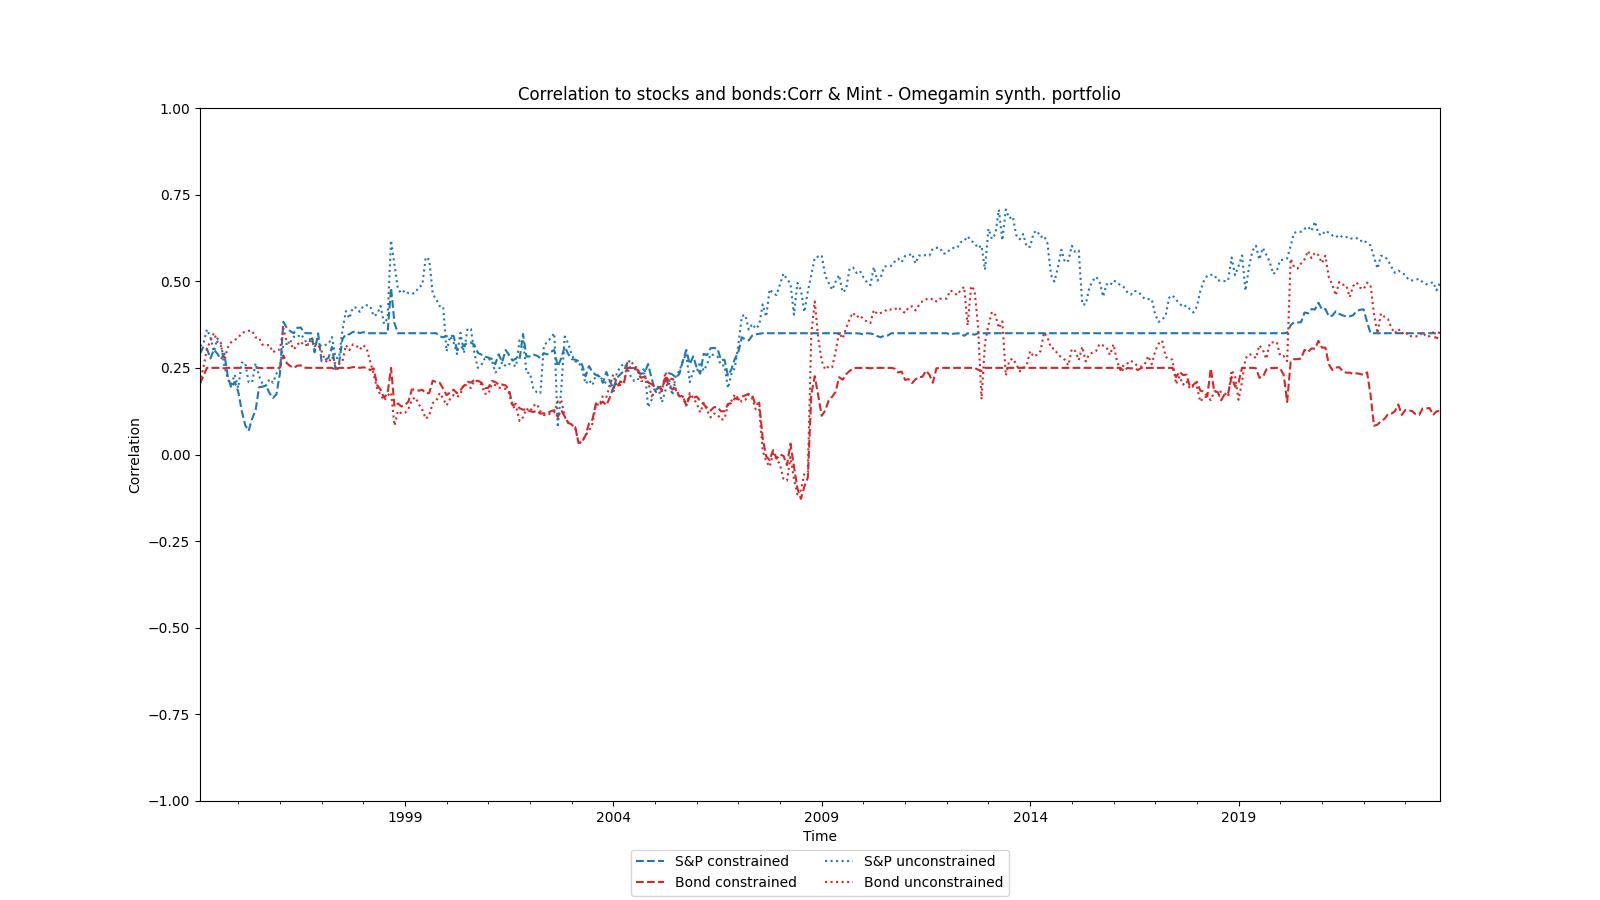 Correlation to stocks and bonds:Corr & Mint - Omegamin synth. portfolio
1.00
0.75
0.50
0.25
0.00
−0.25
−0.50
−0.75
−1.00
Correlation
1999 2004 2009 2014 2019
Time
S&P constrained S&P unconstrained
Bond constrained Bond unconstrained